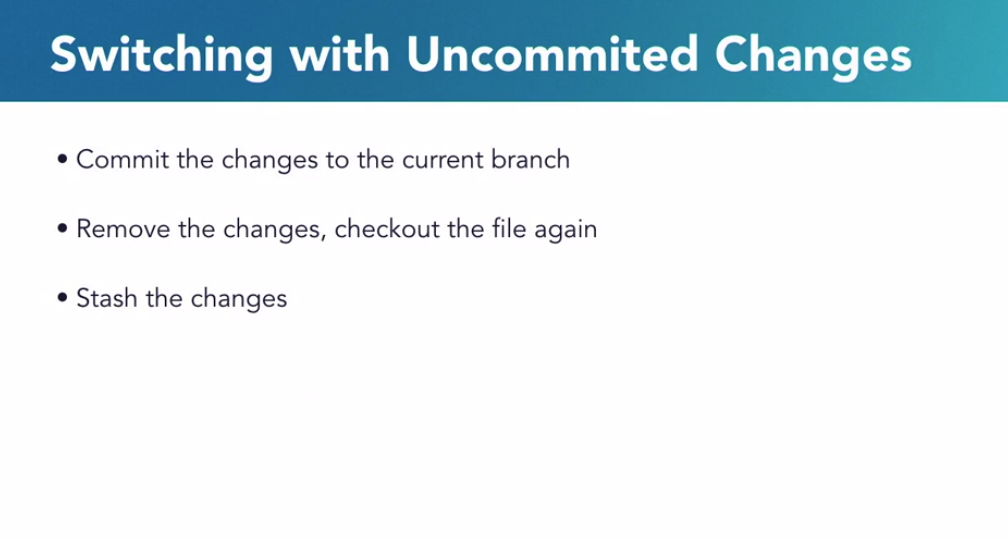 Switching with Uncommited Changes
• Commit the changes to the current branch
• Remove the changes, checkout the file again
• Stash the changes